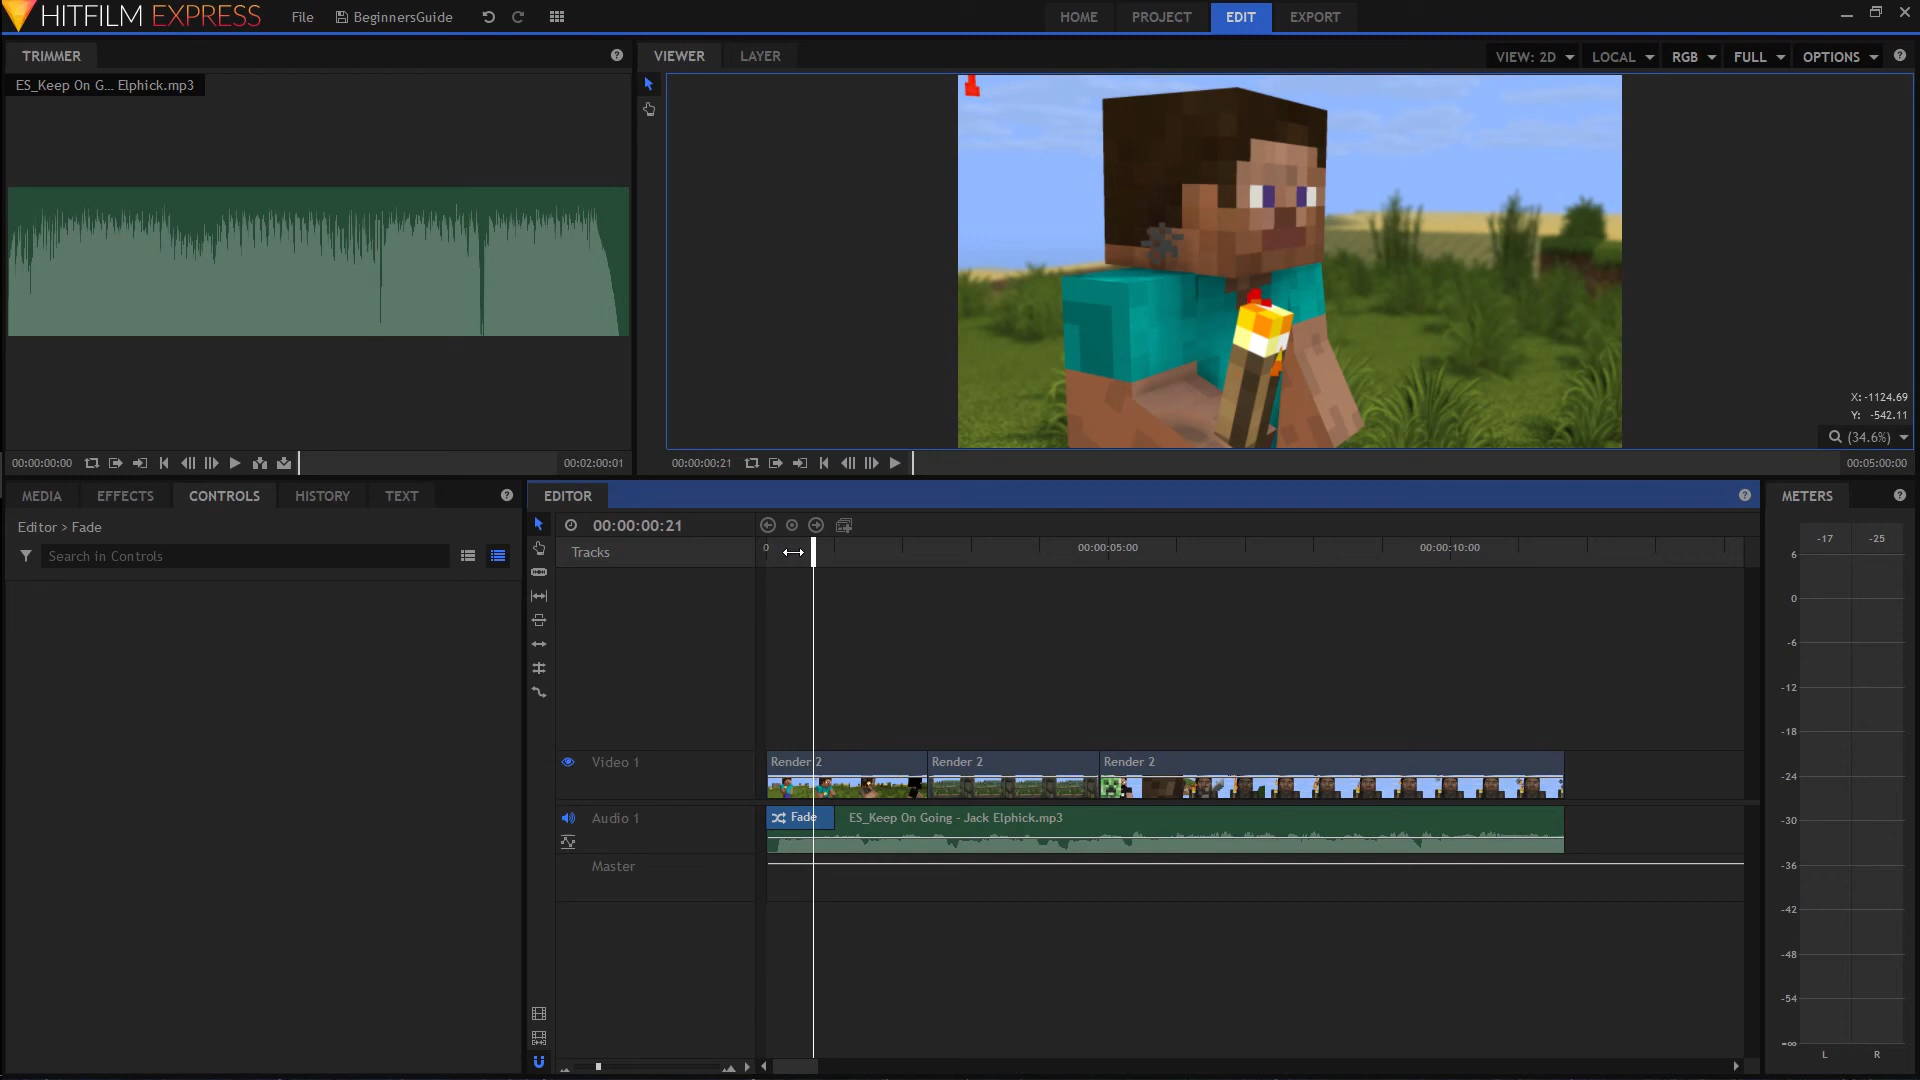 HITFILM EXPRESS
File
BeginnersGuide
HOME
PROJECT
EDIT
EXPORT
TRIMMER
VIEWER
LAYER
VIEW: 2D
LOCAL
RGB
FULL
OPTIONS
ES_Keep On G... Elphick.mp3
X: -1124.69
Y: -542.11
(34.6%)
00:00:00:00
00:02:00:01
00:00:00:21
00:05:00:00
MEDIA
EFFECTS
CONTROLS
HISTORY
TEXT
EDITOR
METERS
Editor > Fade
00:00:00:21
Search in Controls
Tracks
0
00:00:05:00
00:00:10:00
-17
-25
6
0
-6
-12
-18
-24
-30
-36
-42
-48
-54
-∞
L
R
Video 1
Render 2
Render 2
Render 2
Audio 1
Fade
ES_Keep On Going - Jack Elphick.mp3
Master